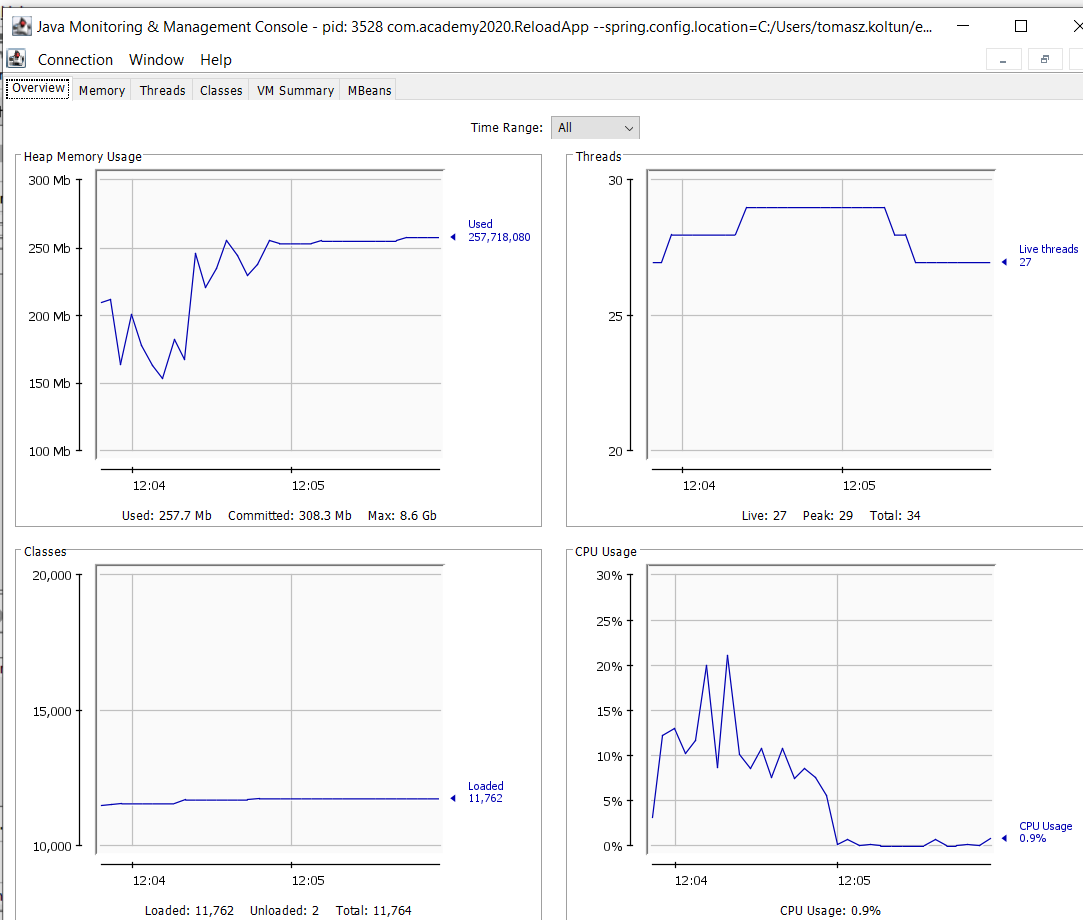 Java Monitoring & Management Console - pid: 3528 com.academy2020.ReloadApp --spring.config.location=C:/Users/tomasz.koltun/e...
Connection Window Help
Overview Memory Threads Classes VM Summary MBeans
Time Range: All
Heap Memory Usage
300 Mb
250 Mb
200 Mb
150 Mb
100 Mb
Used
257,718,080
12:04 12:05
Used: 257.7 Mb Committed: 308.3 Mb Max: 8.6 Gb
Threads
30
25
20
Live threads
27
12:04 12:05
Live: 27 Peak: 29 Total: 34
Classes
20,000
15,000
10,000
Loaded
11,762
12:04 12:05
Loaded: 11,762 Unloaded: 2 Total: 11,764
CPU Usage
30%
25%
20%
15%
10%
5%
0%
CPU Usage
0.9%
12:04 12:05
CPU Usage: 0.9%